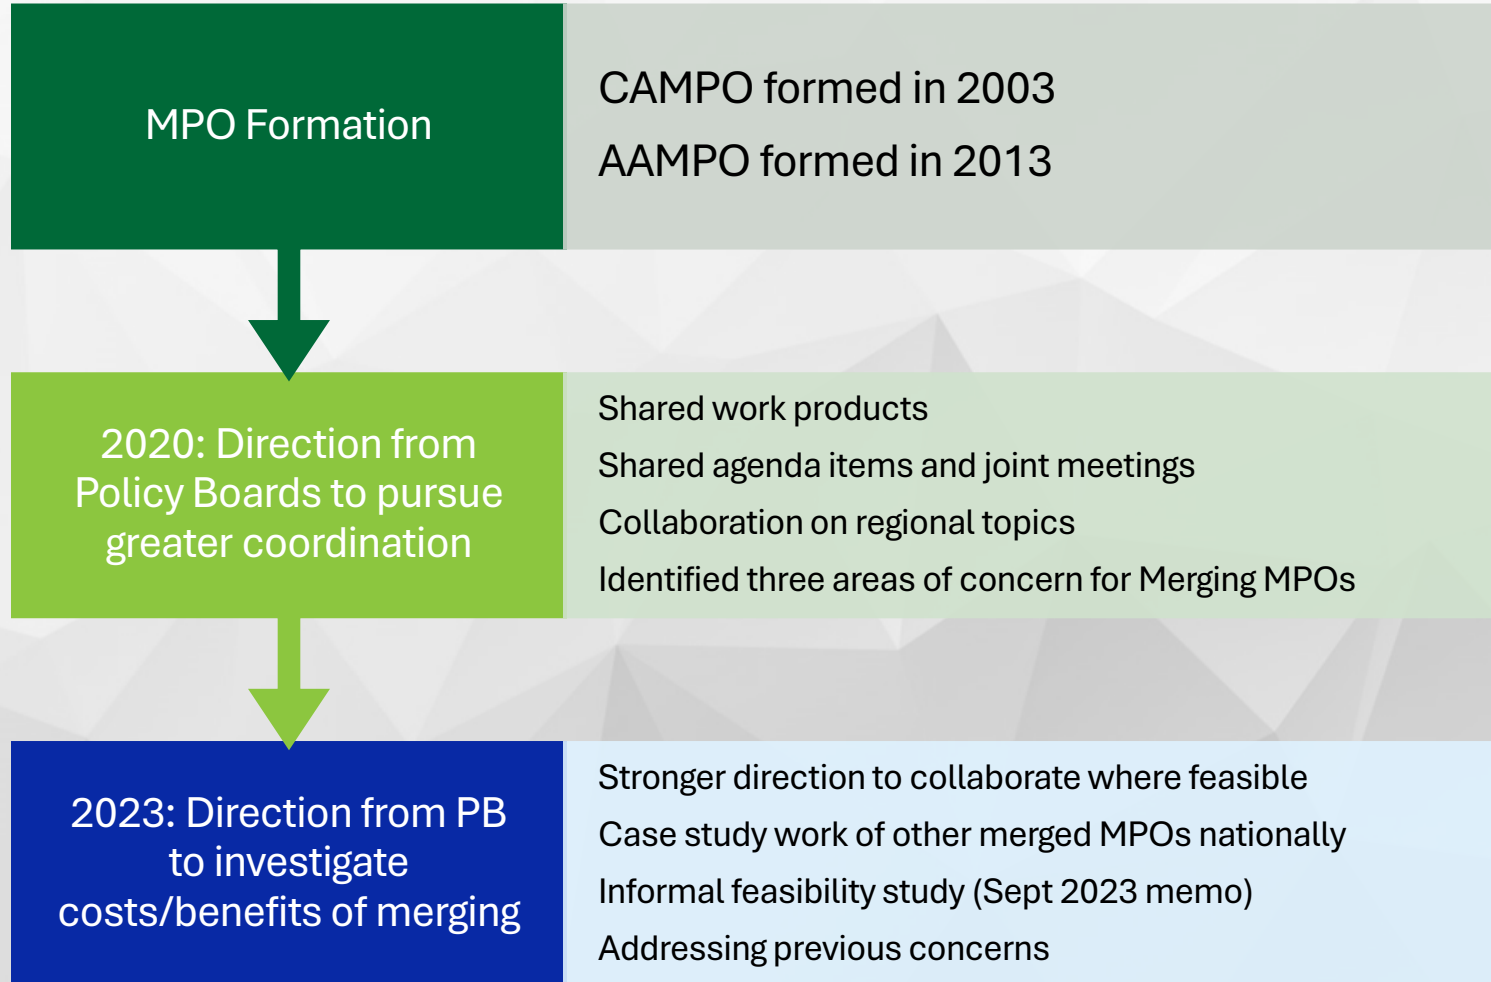 MPO Formation
CAMPO formed in 2003
AAMPO formed in 2013
2020: Direction from
Policy Boards to pursue
greater coordination
Shared work products
Shared agenda items and joint meetings
Collaboration on regional topics
Identified three areas of concern for Merging MPOs
2023: Direction from PB
to investigate
costs/benefits of merging
Stronger direction to collaborate where feasible
Case study work of other merged MPOs nationally
Informal feasibility study (Sept 2023 memo)
Addressing previous concerns